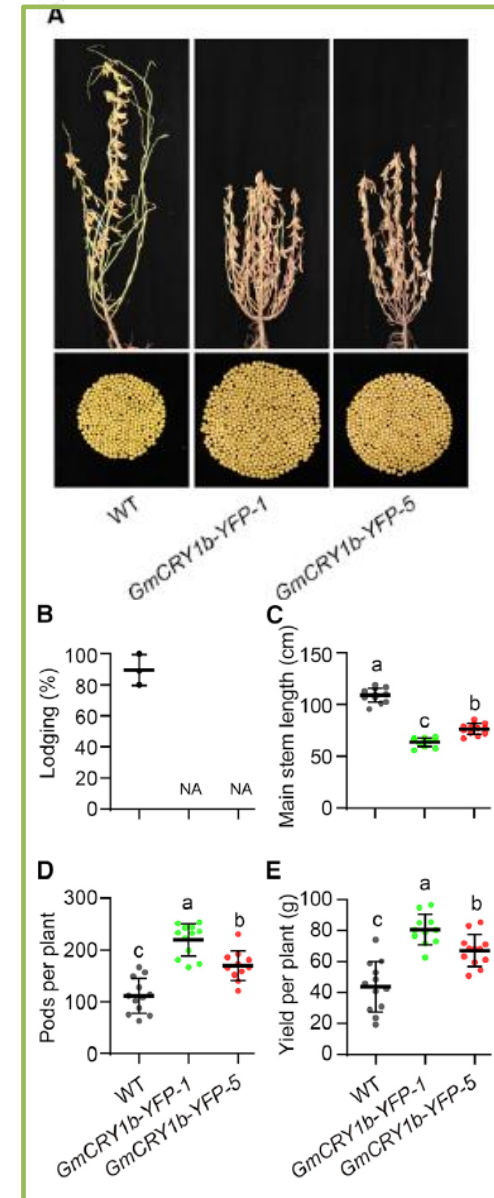 A
WT
GmCRY1b-YFP-1
GmCRY1b-YFP-5
B
Lodging (%)
100
80
60
40
20
0
NA
NA
C
Main stem length (cm)
150
100
50
0
a
c
b
D
Pods per plant
300
200
100
0
c
a
b
WT
GmCRY1b-YFP-1
GmCRY1b-YFP-5
E
Yield per plant (g)
100
80
60
40
20
0
c
a
b
WT
GmCRY1b-YFP-1
GmCRY1b-YFP-5